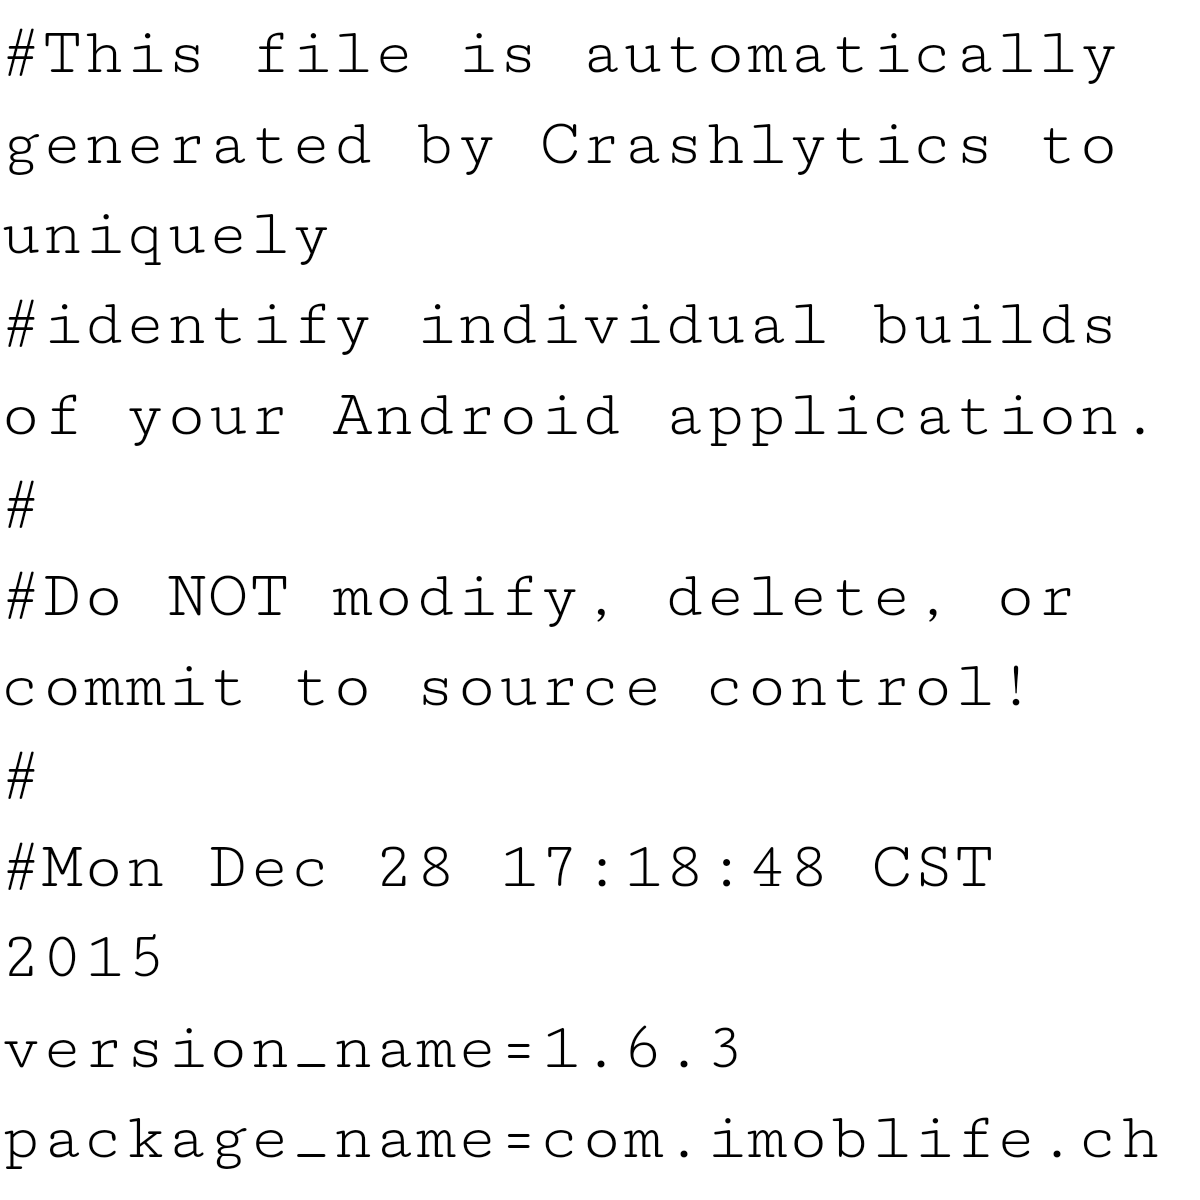 #This file is automatically
generated by Crashlytics to
uniquely
#identify individual builds
of your Android application.
#
#Do NOT modify, delete, or
commit to source control!
#
#Mon Dec 28 17:18:48 CST
2015
version_name=1.6.3
package_name=com.imoblife.ch